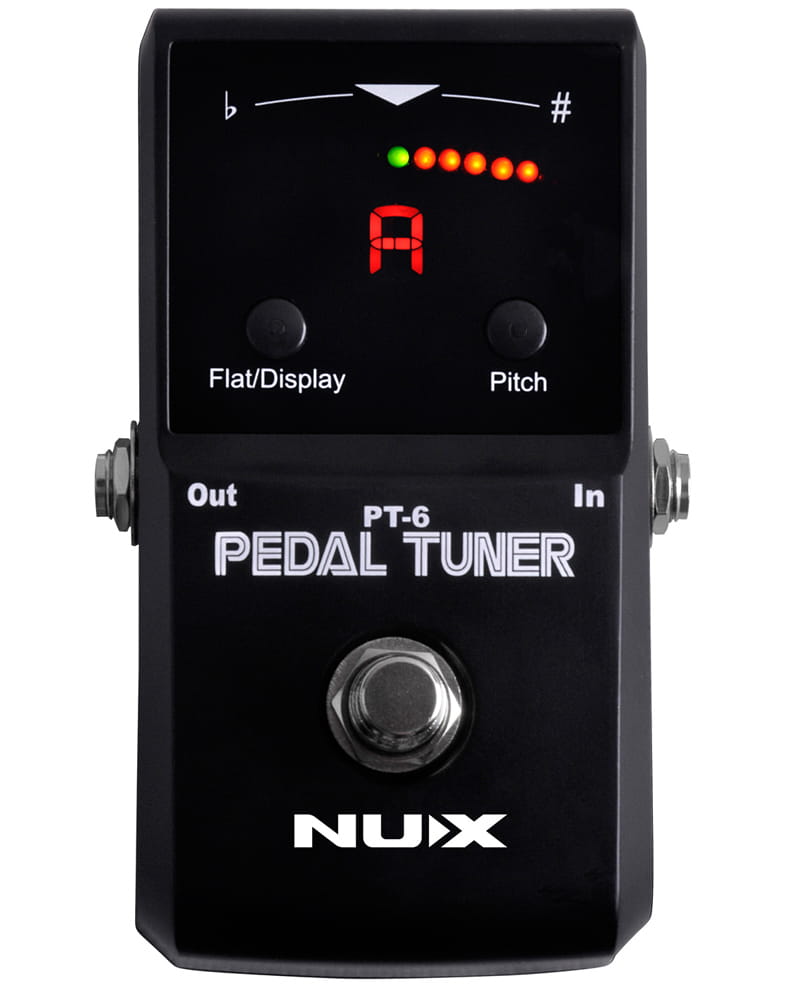 ♭ #
A
Flat/Display Pitch
Out In
PT-6
PEDAL TUNER
NUX